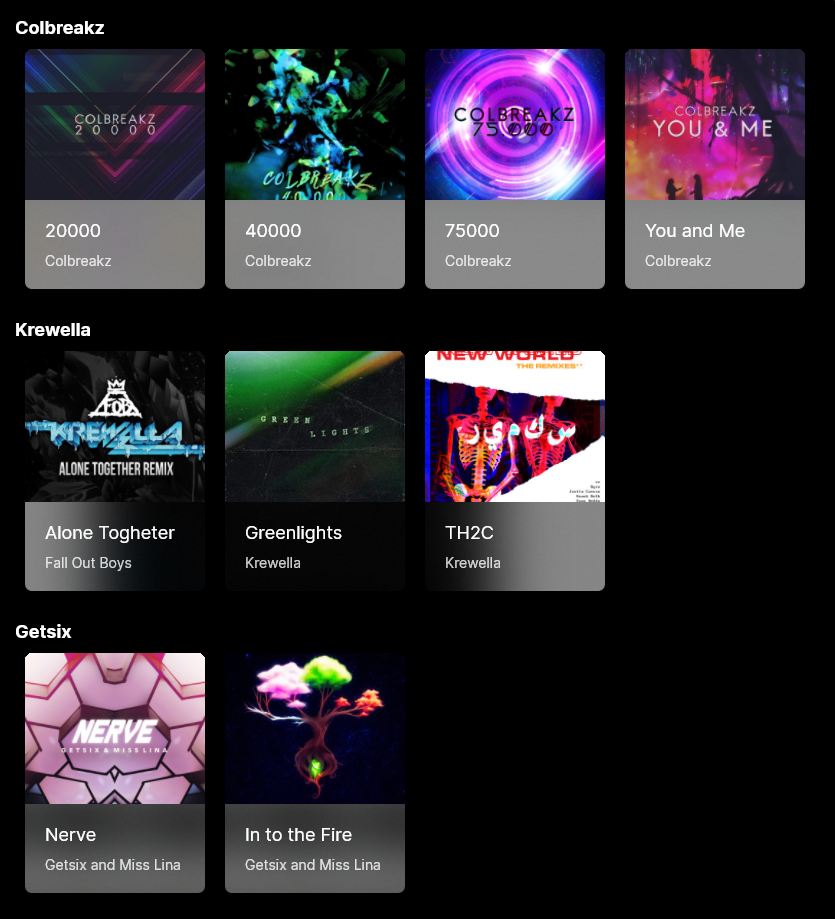 Colbreakz
COLBREAKZ
20000
COLBREAKZ
40000
COLBREAKZ
75000
COLBREAKZ
YOU & ME
20000
Colbreakz
40000
Colbreakz
75000
Colbreakz
You and Me
Colbreakz
Krewella
FOB
KREWELLA
ALONE TOGETHER REMIX
GREEN
LIGHTS
NEW WORLD
THE REMIXES
Alone Togheter
Fall Out Boys
Greenlights
Krewella
TH2C
Krewella
Getsix
NERVE
GETSIX & MISS LINA
Nerve
Getsix and Miss Lina
In to the Fire
Getsix and Miss Lina